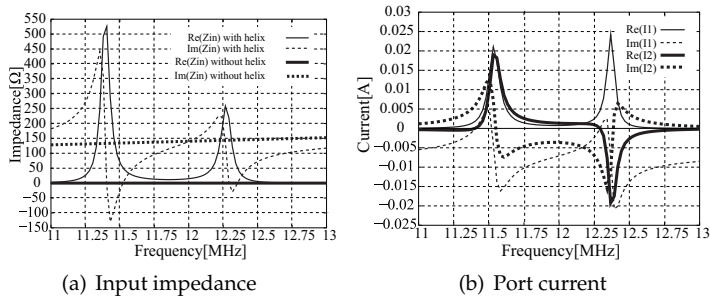 550
500
450
400
350
300
250
200
150
100
50
0
−50
−100
−150
Impedance[Ω]
Re(Zin) with helix
Im(Zin) with helix
Re(Zin) without helix
Im(Zin) without helix
11 11.25 11.5 11.75 12 12.25 12.5 12.75 13
Frequency[MHz]
(a) Input impedance
0.03
0.025
0.02
0.015
0.01
0.005
0
−0.005
−0.01
−0.015
−0.02
−0.025
Current[A]
Re(I1)
Im(I1)
Re(I2)
Im(I2)
11 11.25 11.5 11.75 12 12.25 12.5 12.75 13
Frequency[MHz]
(b) Port current